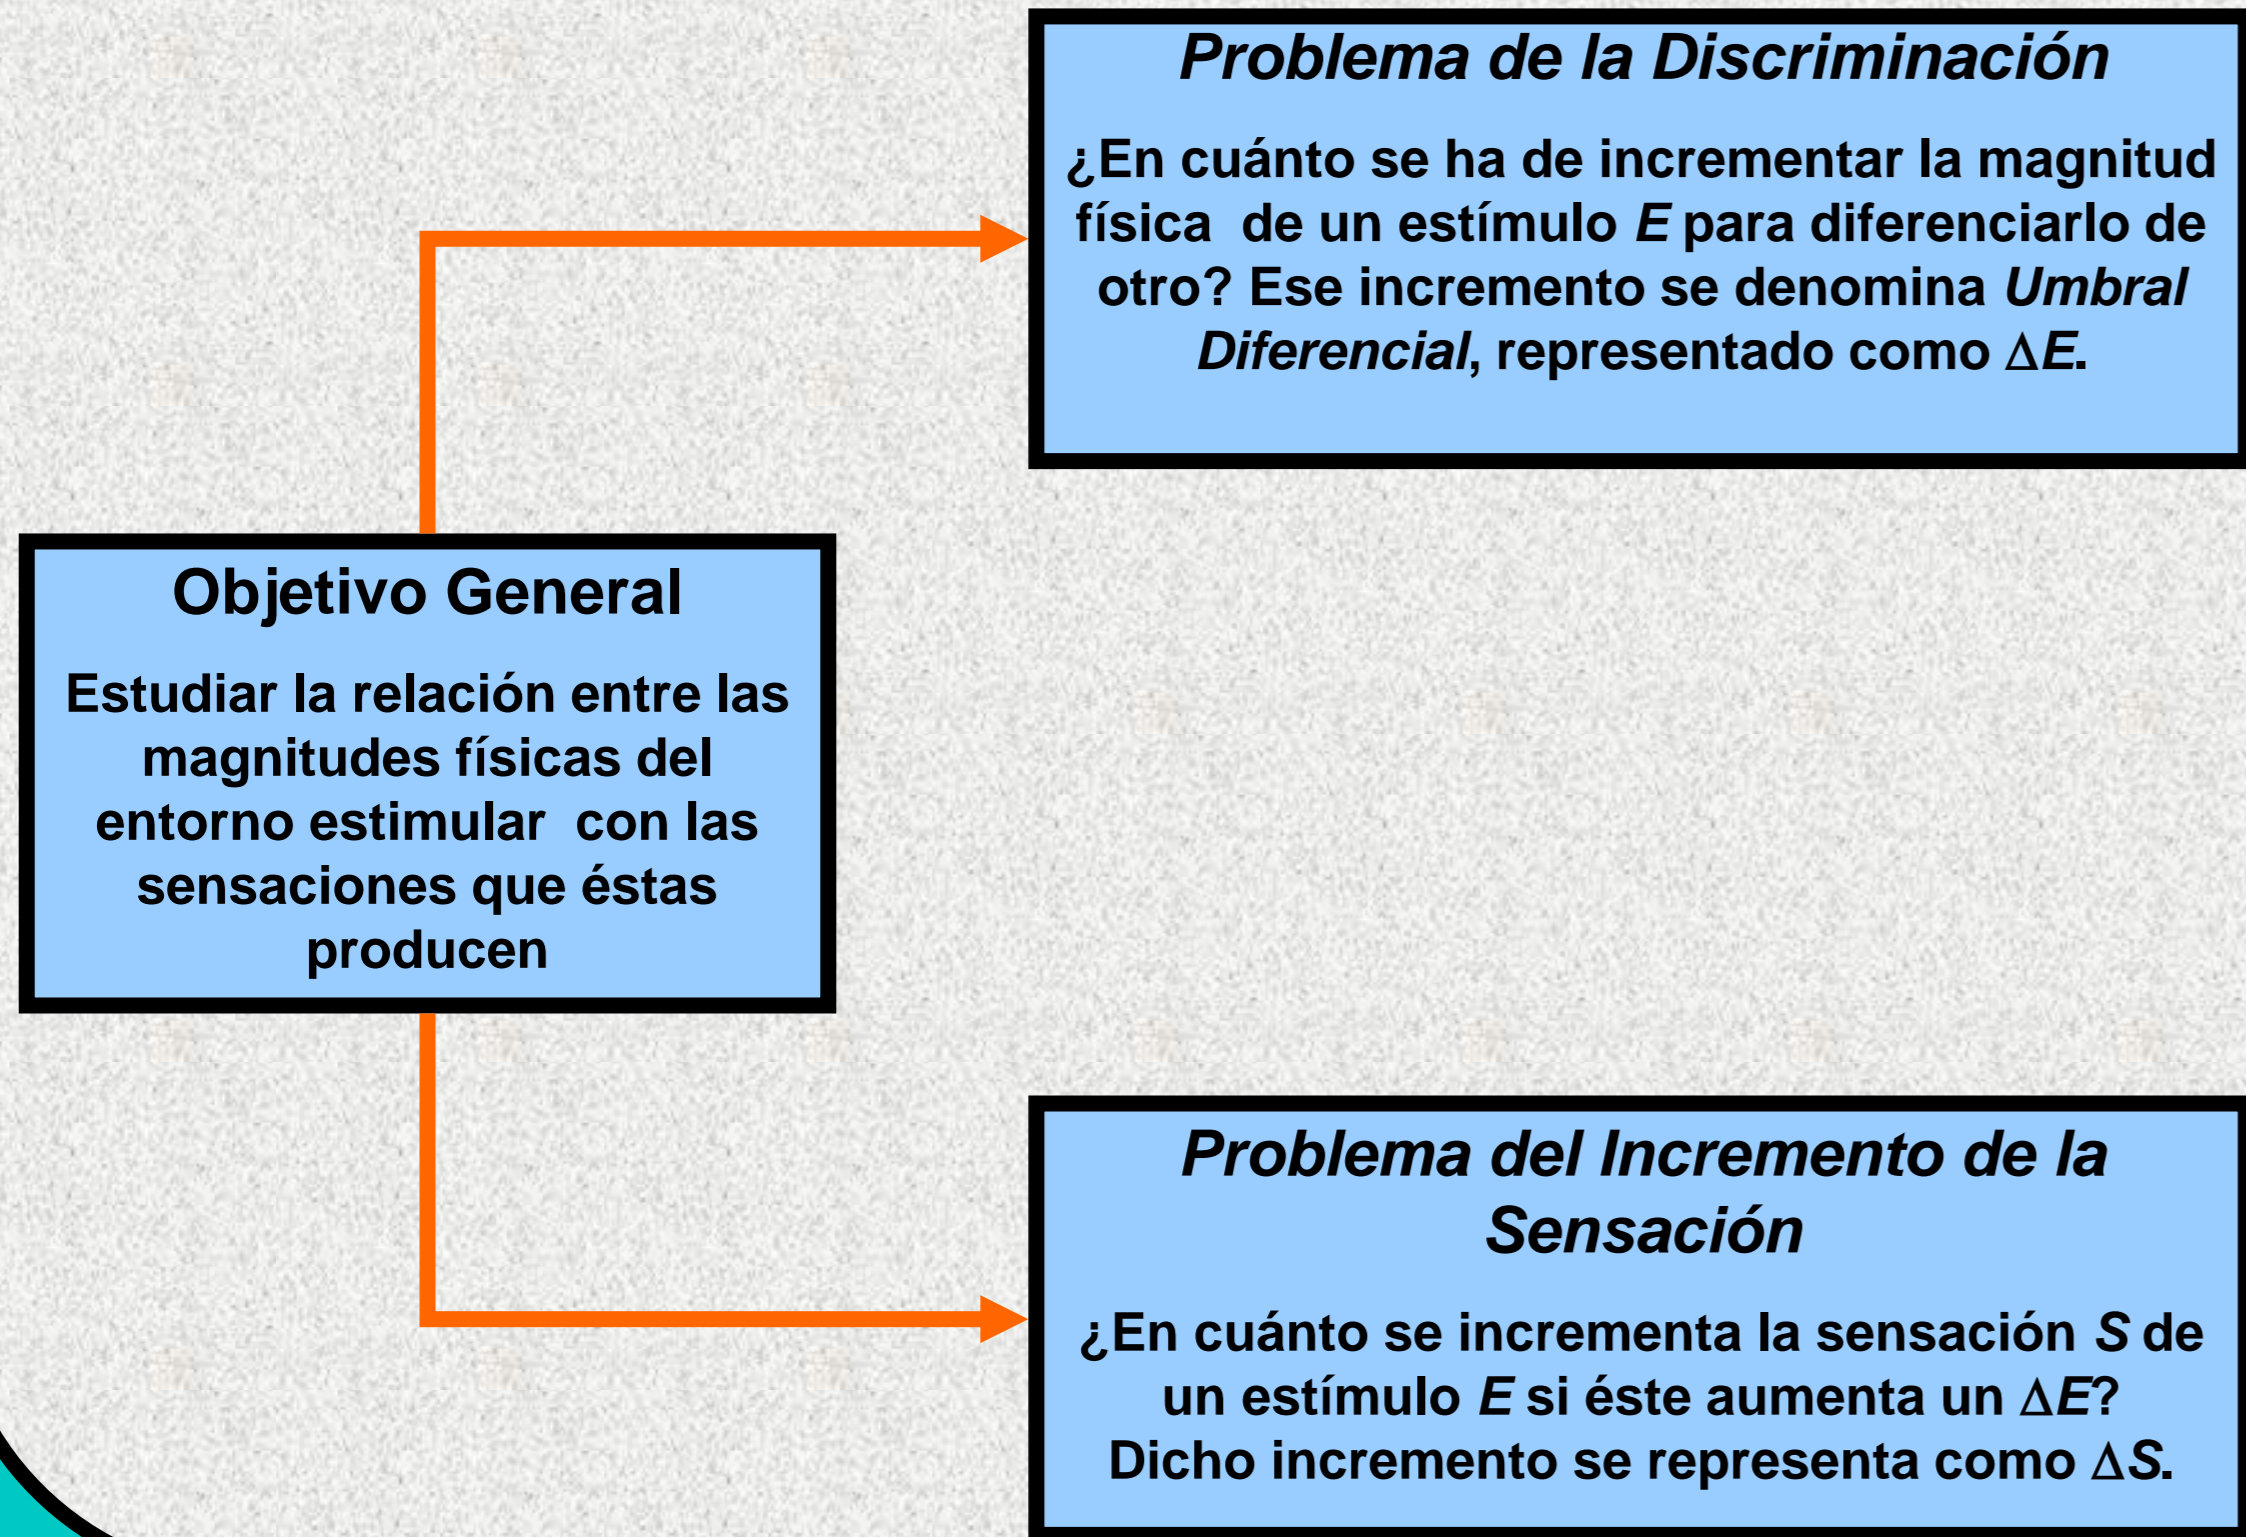 Problema de la Discriminación
¿En cuánto se ha de incrementar la magnitud
física de un estímulo E para diferenciarlo de
otro? Ese incremento se denomina Umbral
Diferencial, representado como ΔE.
Objetivo General
Estudiar la relación entre las
magnitudes físicas del
entorno estimular con las
sensaciones que éstas
producen
Problema del Incremento de la
Sensación
¿En cuánto se incrementa la sensación S de
un estímulo E si éste aumenta un ΔE?
Dicho incremento se representa como ΔS.